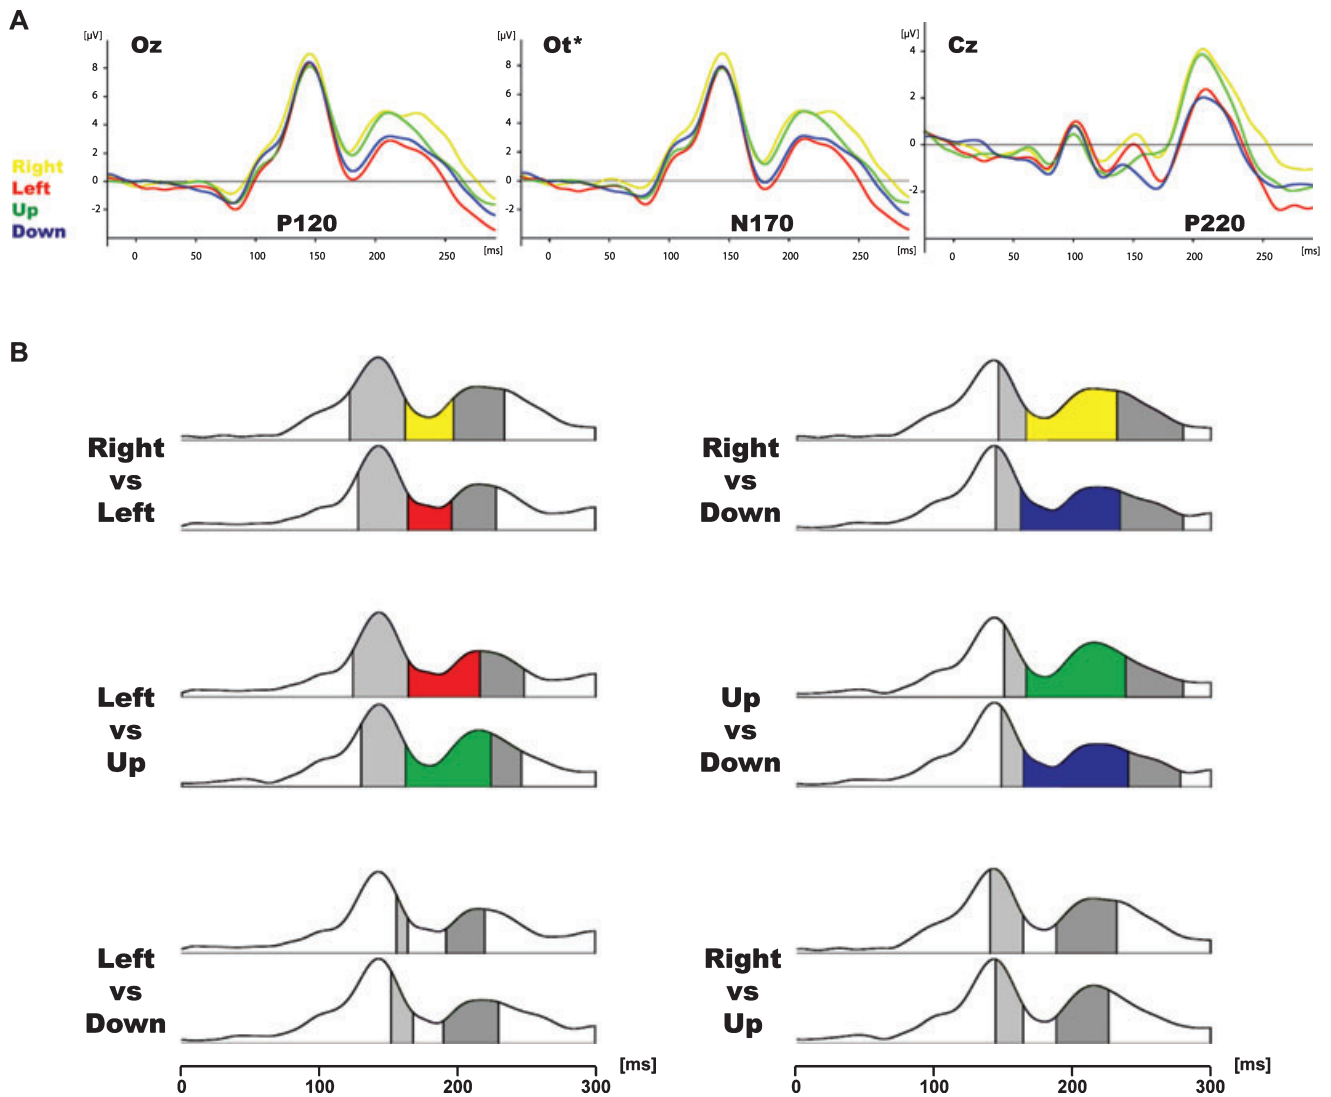 A
[µV]
Oz
8
6
4
2
0
-2
P120
0
50
100
150
200
250
[ms]
[µV]
Ot*
8
6
4
2
0
-2
N170
0
50
100
150
200
250
[ms]
[µV]
Cz
4
2
0
-2
P220
0
50
100
150
200
250
[ms]
Right
Left
Up
Down
B
Right
vs
Left
Right
vs
Down
Left
vs
Up
Up
vs
Down
Left
vs
Down
Right
vs
Up
0
100
200
300
[ms]
0
100
200
300
[ms]